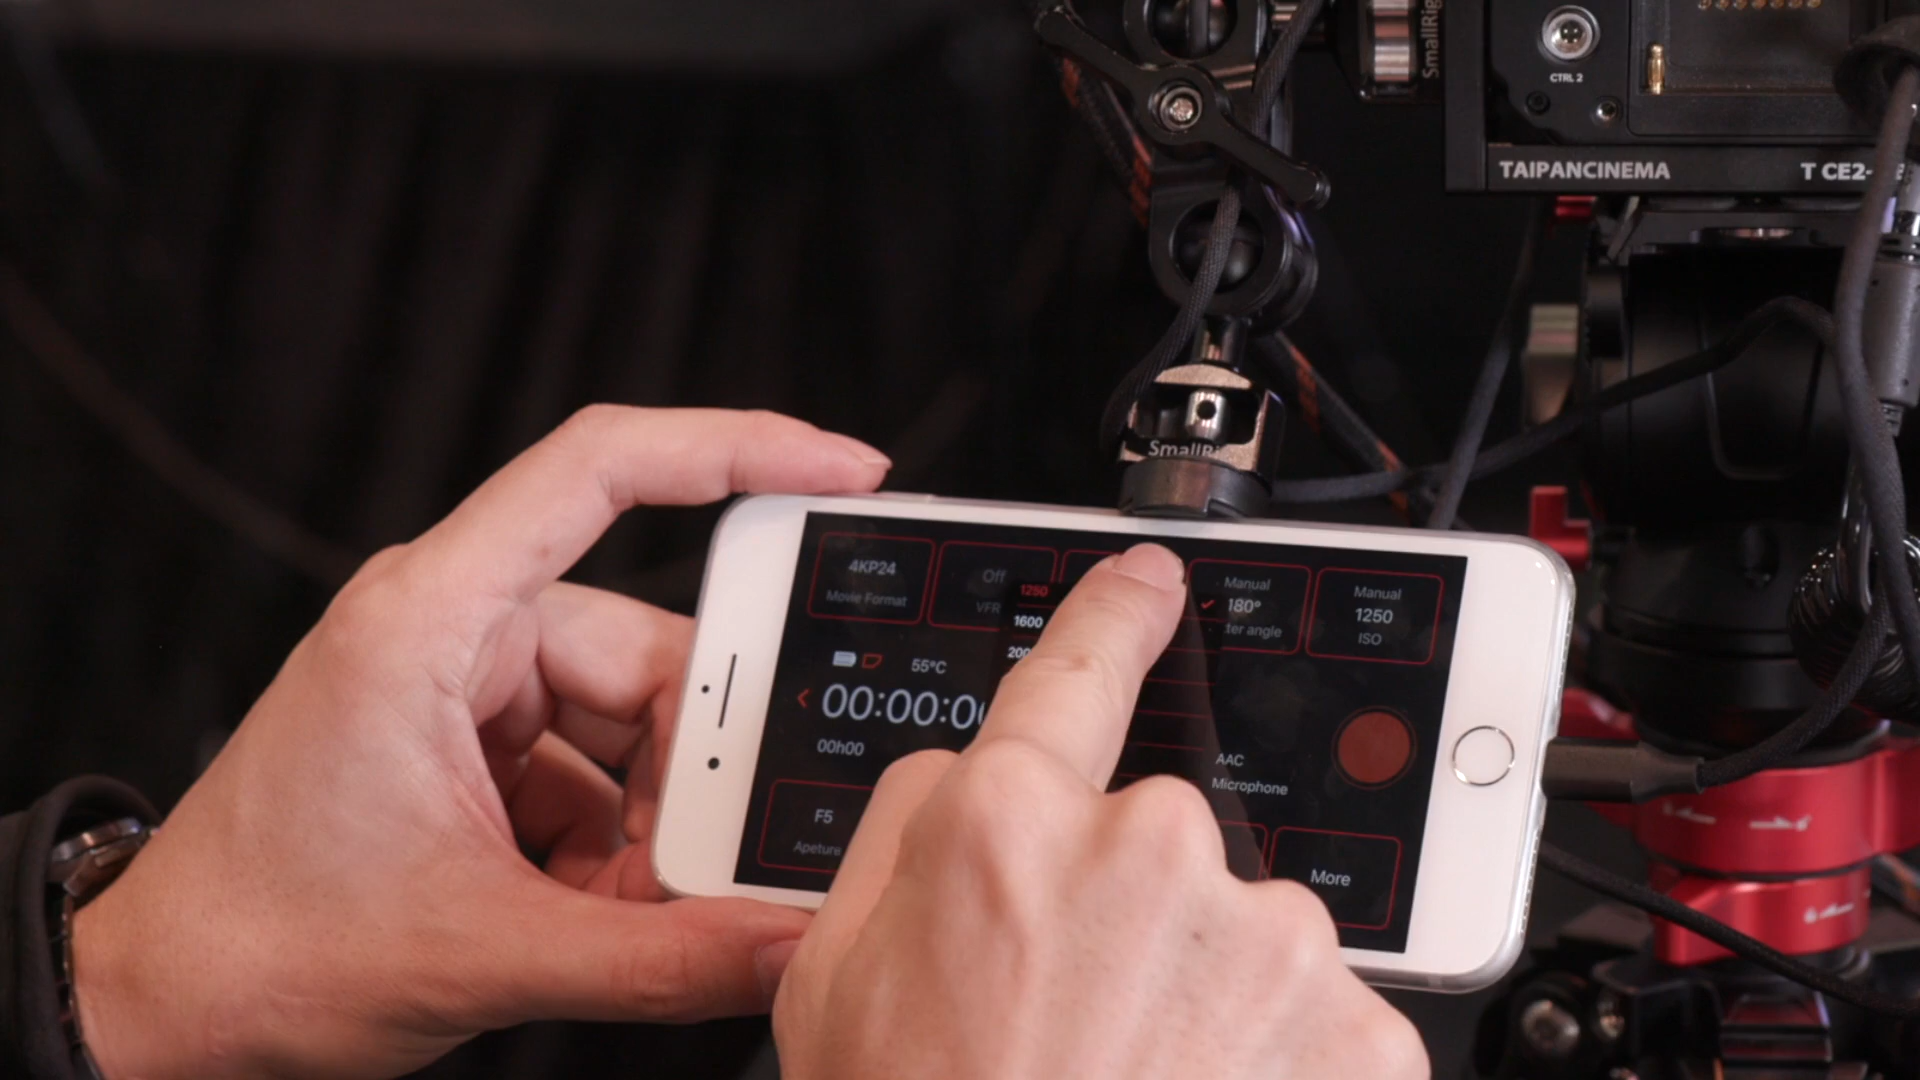 SmallRig
CTRL 2
TAIPANCINEMA
T CE2-
SmallRi
4KP24
Movie Format
Off
VFR
1250
1600
200
Manual
180°
ter angle
Manual
1250
ISO
55°C
00:00:0
00h00
AAC
Microphone
F5
Apeture
More